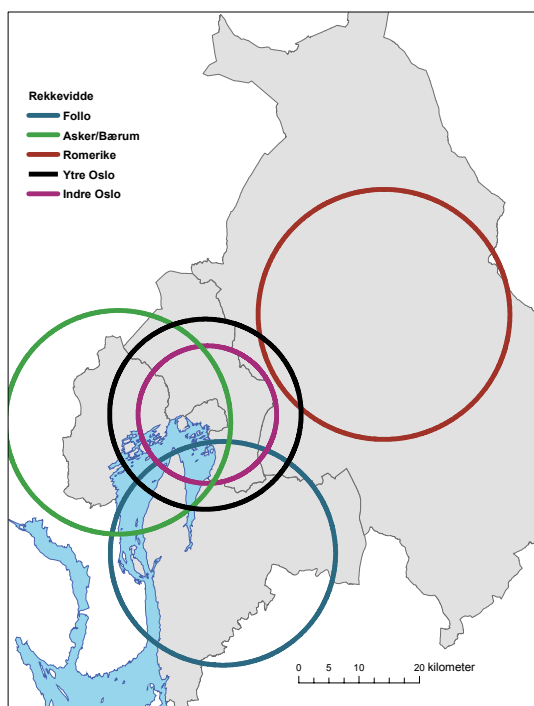 Rekkevidde
Follo
Asker/Bærum
Romerike
Ytre Oslo
Indre Oslo
0 5 10 20 kilometer